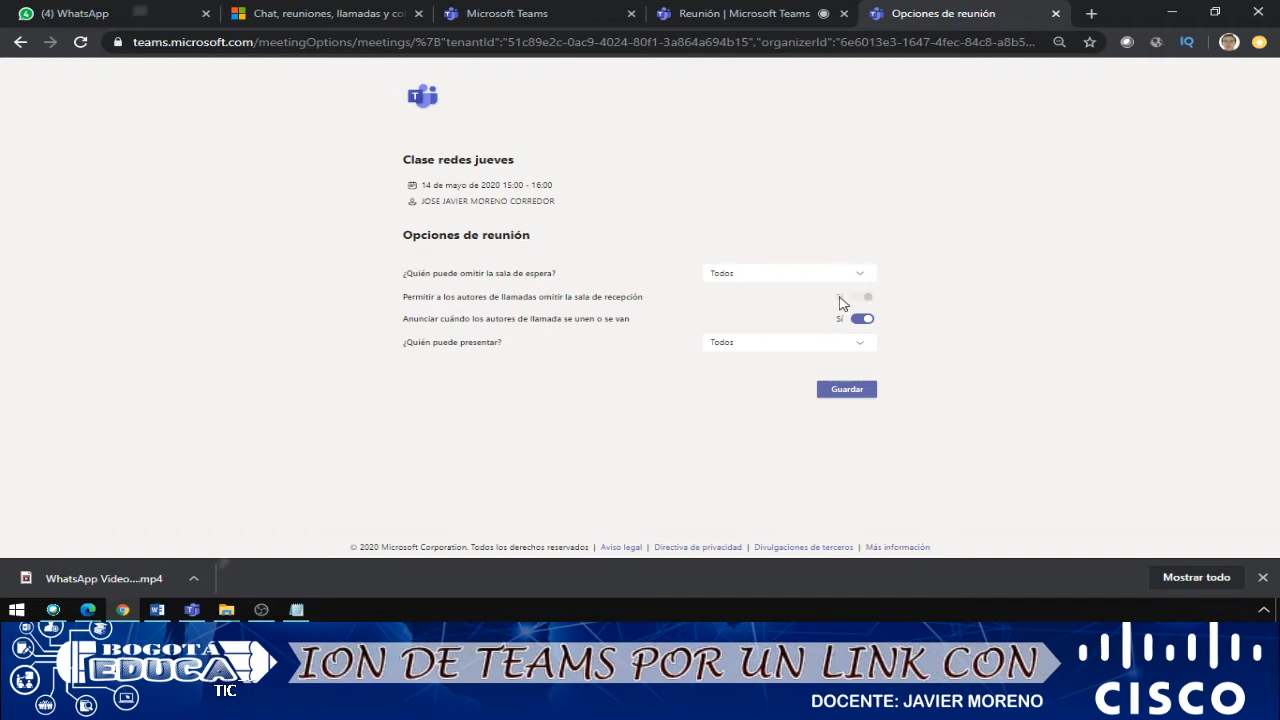 4
(4) WhatsApp
Chat, reuniones, llamadas y co
Microsoft Teams
Reunión | Microsoft Teams
Opciones de reunión
teams.microsoft.com/meetingOptions/meetings/%7B"tenantId":"51c89e2c-0ac9-4024-80f1-3a864a694b15","organizerId":"6e6013e3-1647-4fec-84c8-a8b5...
IQ
T
Clase redes jueves
14 de mayo de 2020 15:00 - 16:00
JOSE JAVIER MORENO CORREDOR
Opciones de reunión
¿Quién puede omitir la sala de espera?
Todos
Permitir a los autores de llamadas omitir la sala de recepción
Anunciar cuándo los autores de llamada se unen o se van
Sí
¿Quién puede presentar?
Todos
Guardar
© 2020 Microsoft Corporation. Todos los derechos reservados | Aviso legal | Directiva de privacidad | Divulgaciones de terceros | Más información
WhatsApp Video....mp4
Mostrar todo
BOGOTÁ
EDUCA
TIC
ION DE TEAMS POR UN LINK CON
DOCENTE: JAVIER MORENO
CISCO